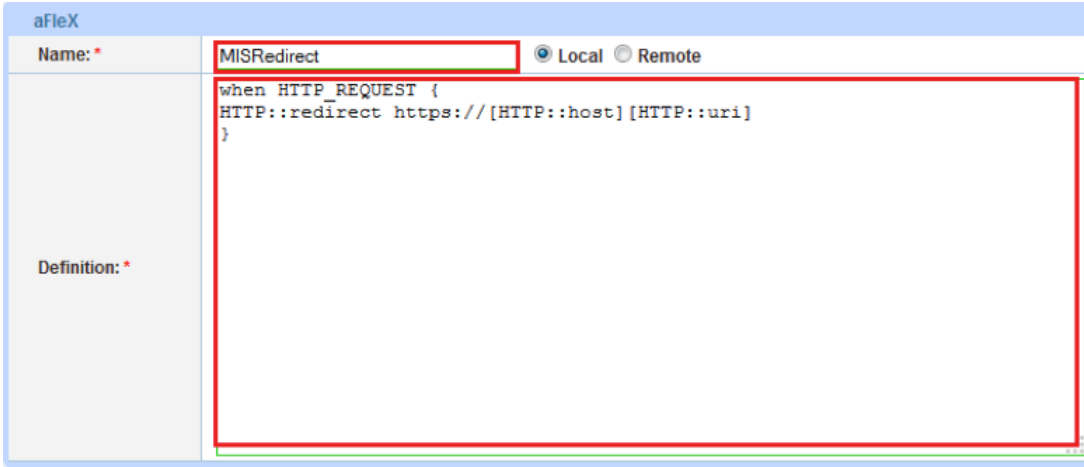 aFleX
Name: * MISRedirect Local Remote
when HTTP_REQUEST {
HTTP::redirect https://[HTTP::host][HTTP::uri]
}
Definition: *